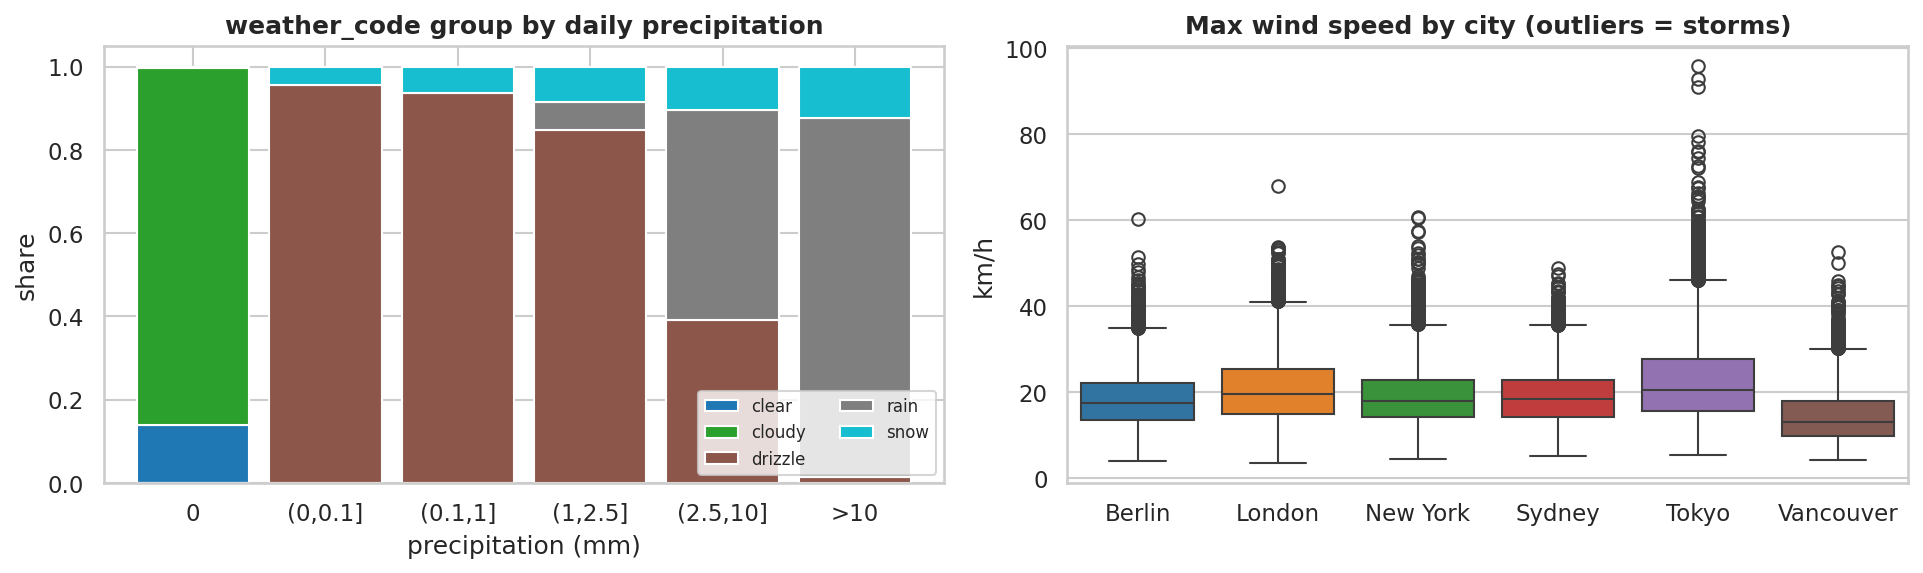 weather_code group by daily precipitation
1.0
0.8
0.6
0.4
0.2
0.0
share
clear
cloudy
drizzle
rain
snow
0
(0,0.1]
(0.1,1]
(1,2.5]
(2.5,10]
>10
precipitation (mm)
Max wind speed by city (outliers = storms)
100
80
60
40
20
0
km/h
Berlin
London
New York
Sydney
Tokyo
Vancouver